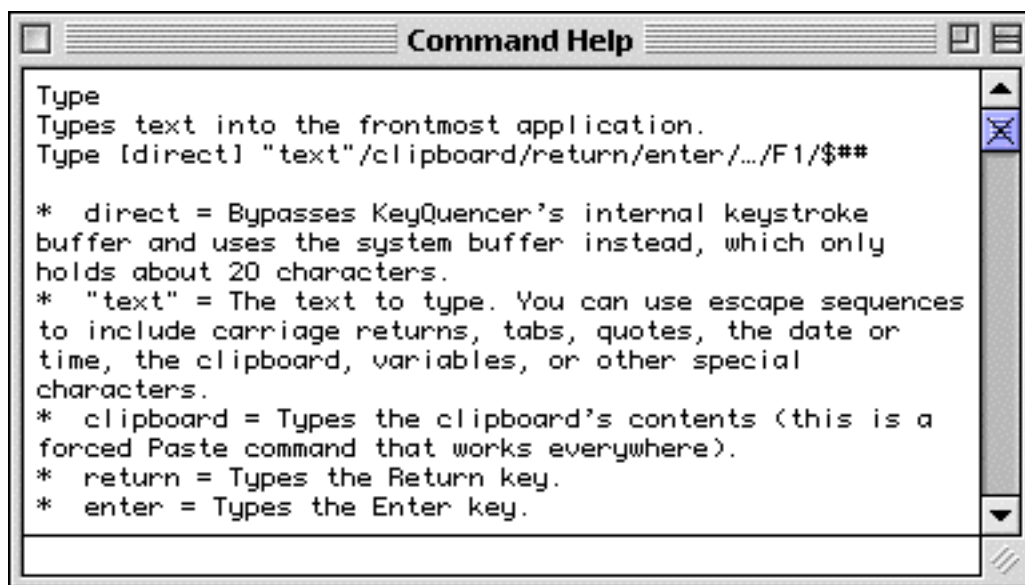 Command Help
Type
Types text into the frontmost application.
Type [direct] "text"/clipboard/return/enter/…/F1/$##
*  direct = Bypasses KeyQuencer's internal keystroke
buffer and uses the system buffer instead, which only
holds about 20 characters.
*  "text" = The text to type. You can use escape sequences
to include carriage returns, tabs, quotes, the date or
time, the clipboard, variables, or other special
characters.
*  clipboard = Types the clipboard's contents (this is a
forced Paste command that works everywhere).
*  return = Types the Return key.
*  enter = Types the Enter key.